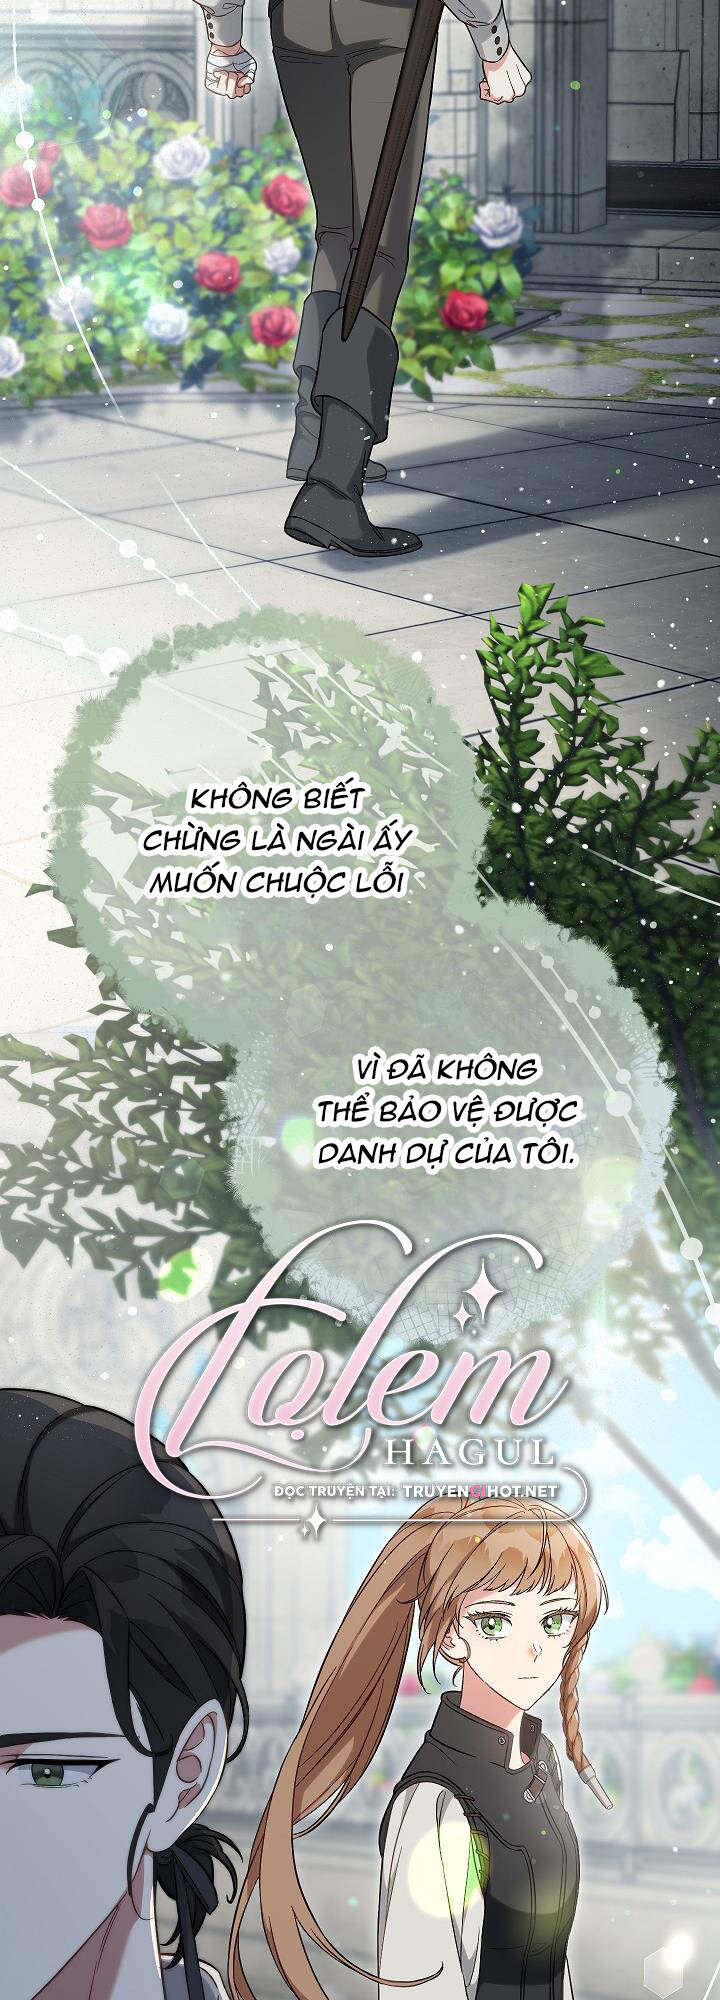 KHÔNG BIẾT
CHỪNG LÀ NGÀI ẤY
MUỐN CHUỘC LỖI
VÌ ĐÃ KHÔNG
THỂ BẢO VỆ ĐƯỢC
DANH DỰ CỦA TÔI.
Lọlem
HAGUL
ĐỌC TRUYỆN TẠI: TRUYENGIHOT.NET